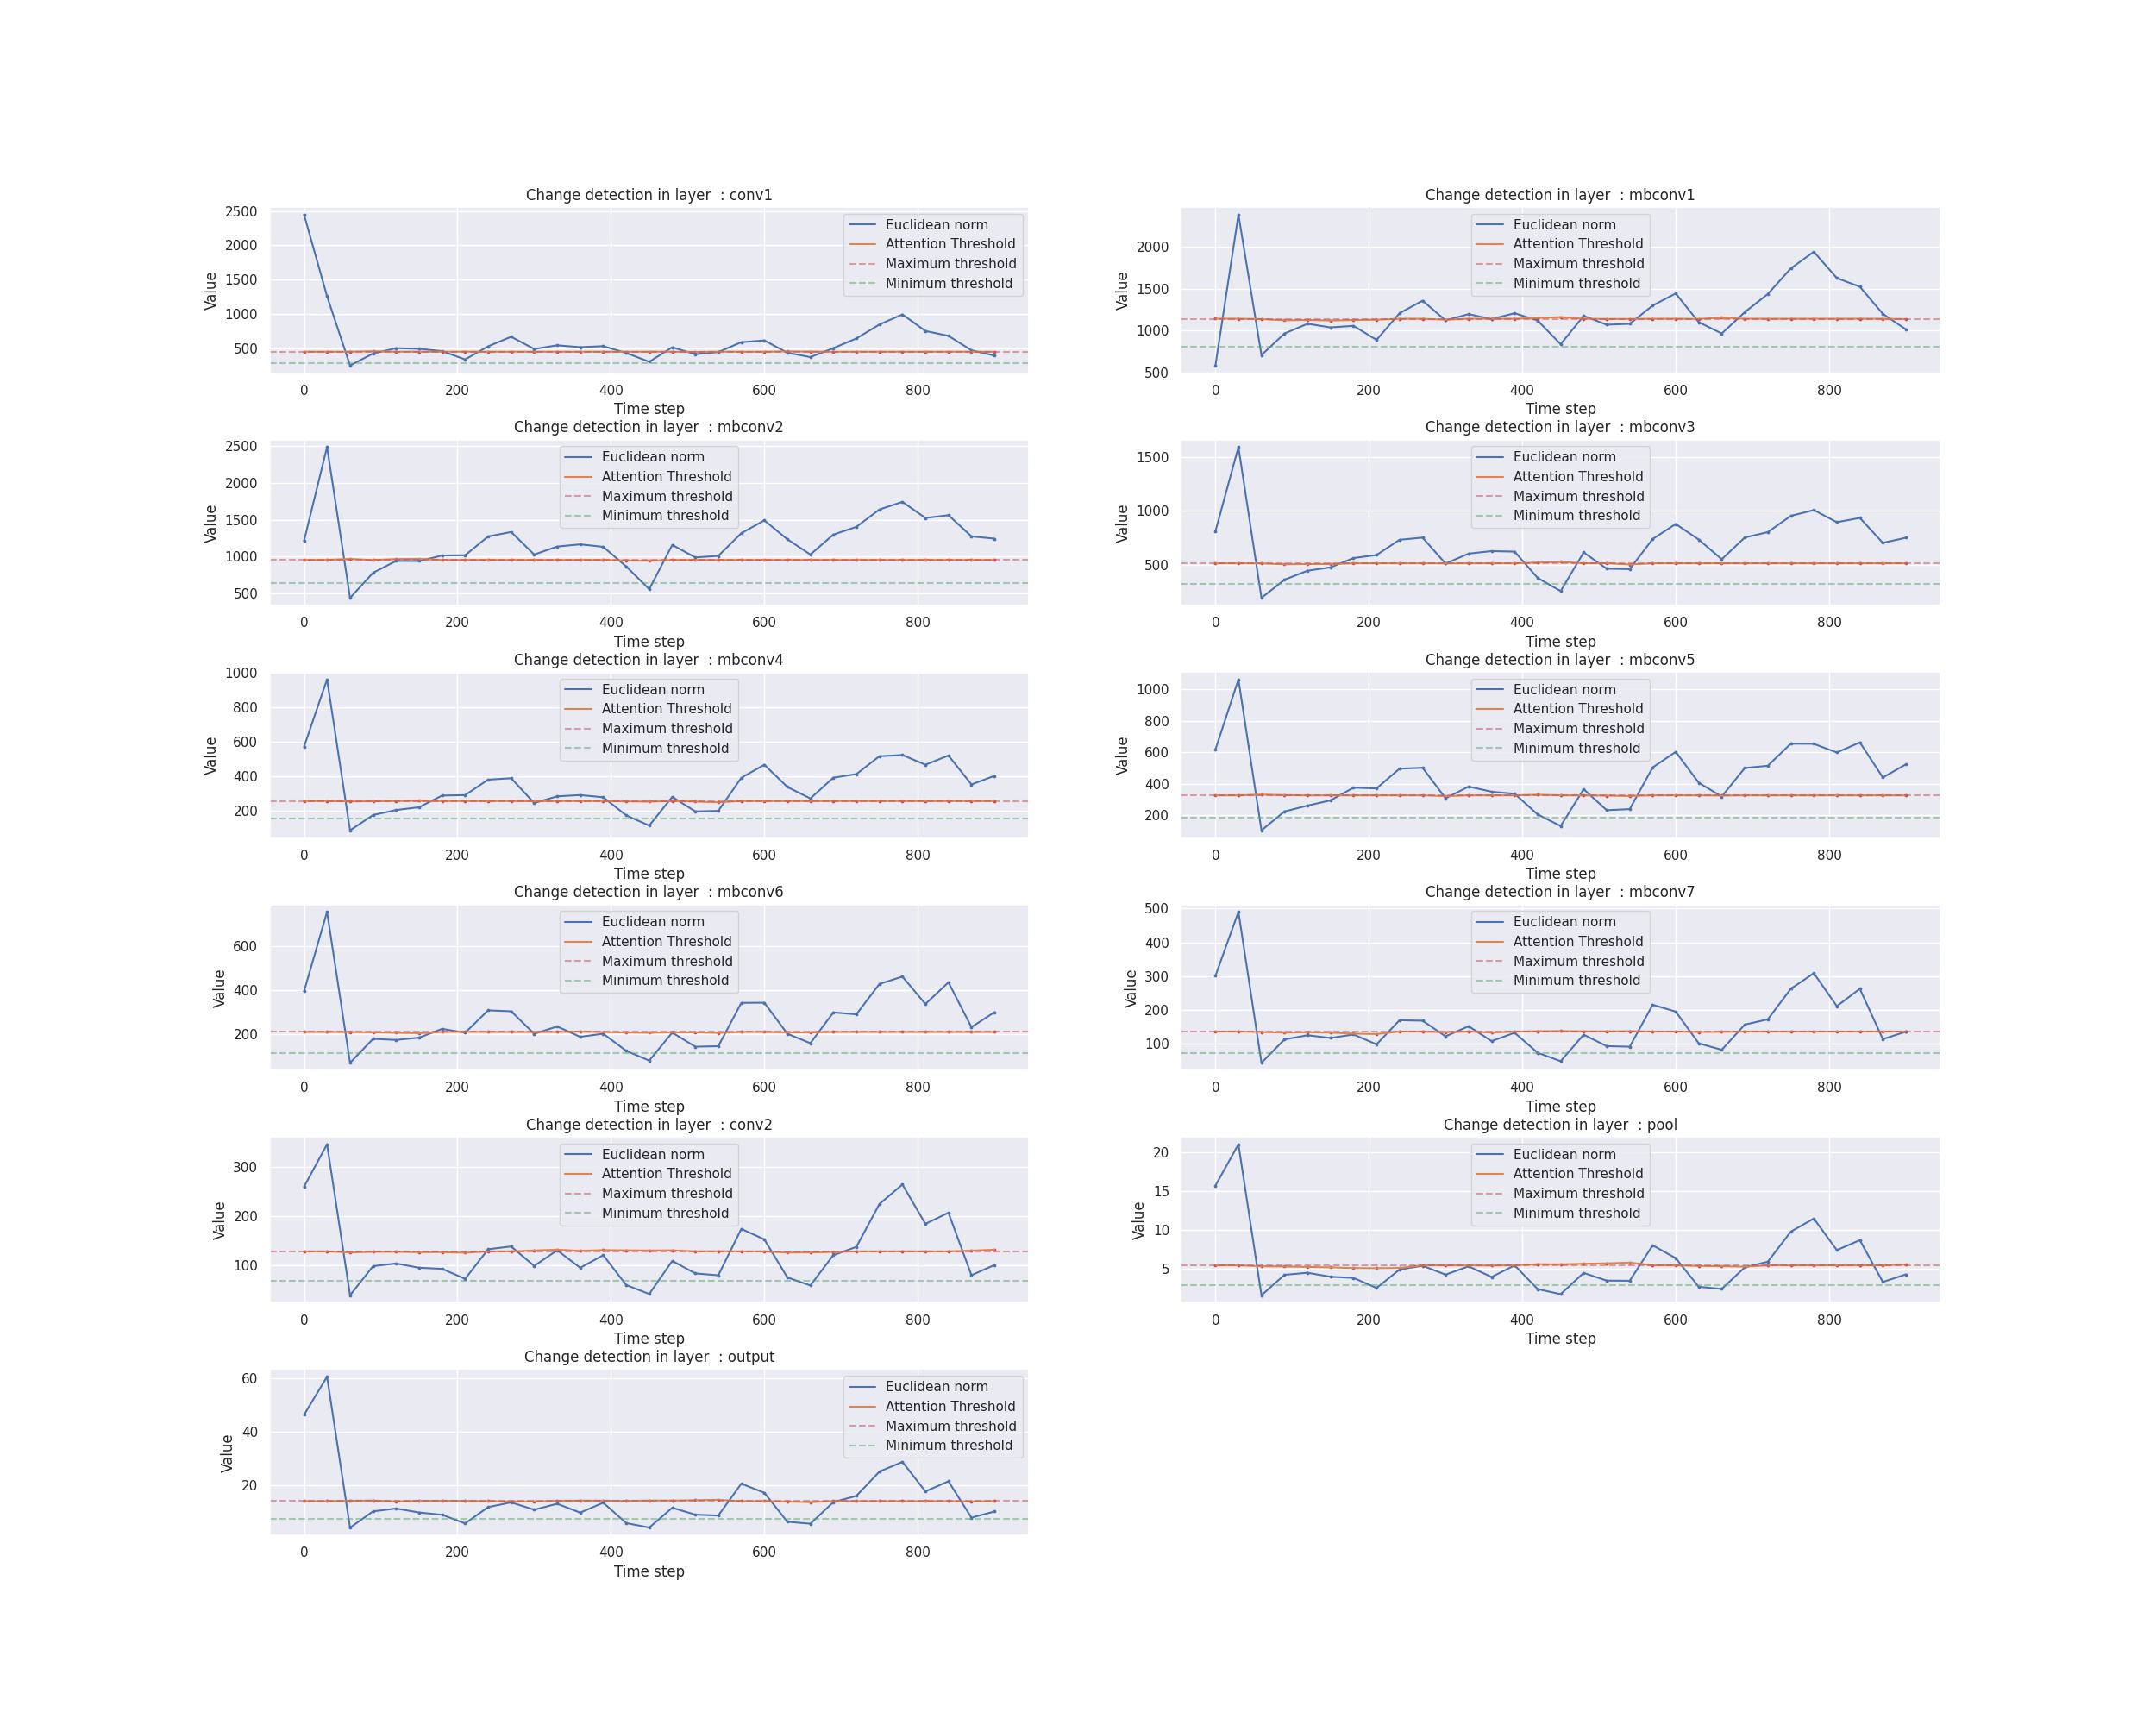 Change detection in layer  : conv1
2500
2000
1500
1000
500
Value
Euclidean norm
Attention Threshold
Maximum threshold
Minimum threshold
0 200 400 600 800
Time step
Change detection in layer  : mbconv1
2000
1500
1000
500
Value
Euclidean norm
Attention Threshold
Maximum threshold
Minimum threshold
0 200 400 600 800
Time step
Change detection in layer  : mbconv2
2500
2000
1500
1000
500
Value
Euclidean norm
Attention Threshold
Maximum threshold
Minimum threshold
0 200 400 600 800
Time step
Change detection in layer  : mbconv3
1500
1000
500
Value
Euclidean norm
Attention Threshold
Maximum threshold
Minimum threshold
0 200 400 600 800
Time step
Change detection in layer  : mbconv4
1000
800
600
400
200
Value
Euclidean norm
Attention Threshold
Maximum threshold
Minimum threshold
0 200 400 600 800
Time step
Change detection in layer  : mbconv5
1000
800
600
400
200
Value
Euclidean norm
Attention Threshold
Maximum threshold
Minimum threshold
0 200 400 600 800
Time step
Change detection in layer  : mbconv6
600
400
200
Value
Euclidean norm
Attention Threshold
Maximum threshold
Minimum threshold
0 200 400 600 800
Time step
Change detection in layer  : mbconv7
500
400
300
200
100
Value
Euclidean norm
Attention Threshold
Maximum threshold
Minimum threshold
0 200 400 600 800
Time step
Change detection in layer  : conv2
300
200
100
Value
Euclidean norm
Attention Threshold
Maximum threshold
Minimum threshold
0 200 400 600 800
Time step
Change detection in layer  : pool
20
15
10
5
Value
Euclidean norm
Attention Threshold
Maximum threshold
Minimum threshold
0 200 400 600 800
Time step
Change detection in layer  : output
60
40
20
Value
Euclidean norm
Attention Threshold
Maximum threshold
Minimum threshold
0 200 400 600 800
Time step